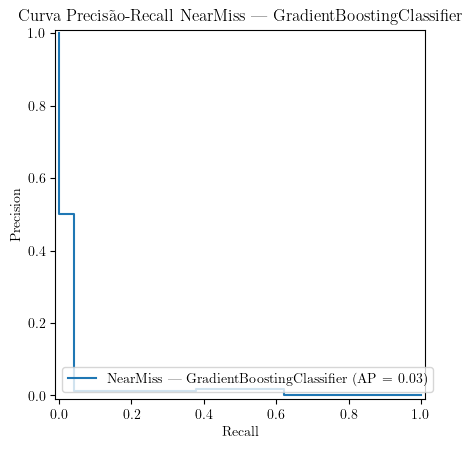 Curva Precisão-Recall NearMiss — GradientBoostingClassifier
1.0
0.8
0.6
0.4
0.2
0.0
Precision
NearMiss — GradientBoostingClassifier (AP = 0.03)
0.0 0.2 0.4 0.6 0.8 1.0
Recall